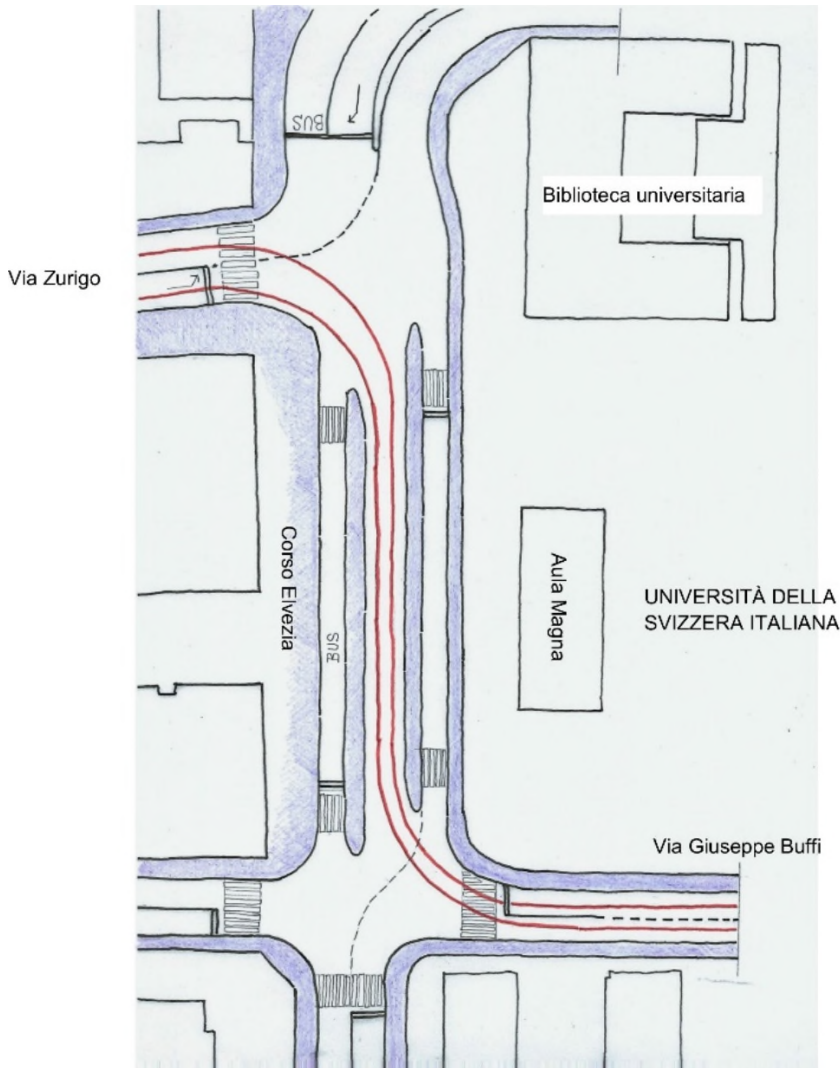 BUS
Biblioteca universitaria
Via Zurigo
Corso Elvezia
BUS
Aula Magna
UNIVERSITÀ DELLA
SVIZZERA ITALIANA
Via Giuseppe Buffi